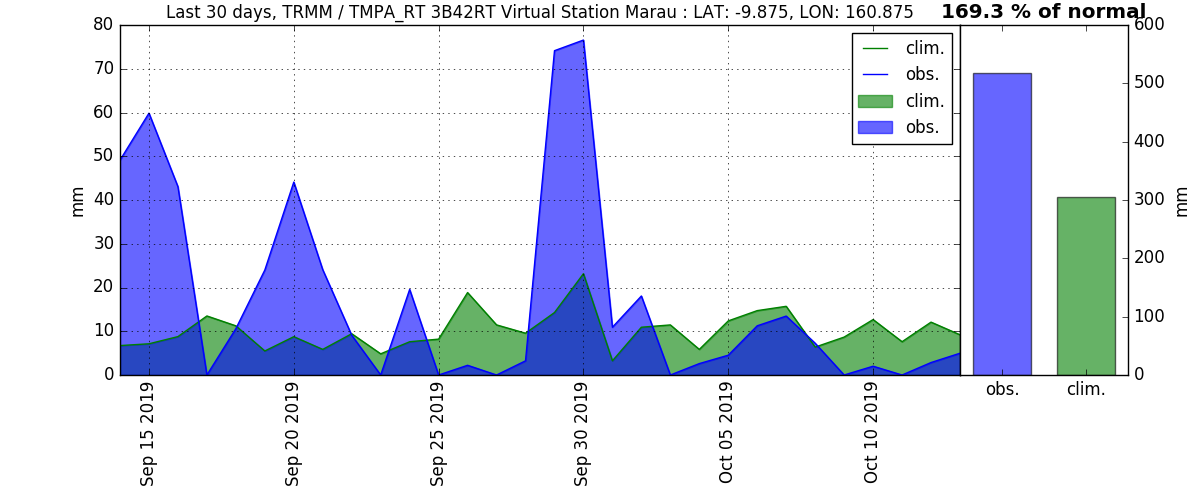 Last 30 days, TRMM / TMPA_RT 3B42RT Virtual Station Marau : LAT: -9.875, LON: 160.875
169.3 % of normal
80
70
60
50
40
30
20
10
0
mm
clim.
obs.
clim.
obs.
600
500
400
300
200
100
0
mm
Sep 15 2019
Sep 20 2019
Sep 25 2019
Sep 30 2019
Oct 05 2019
Oct 10 2019
obs.
clim.